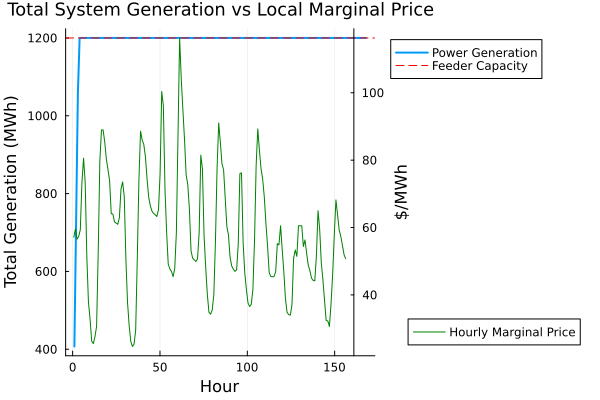 Total System Generation vs Local Marginal Price
Total Generation (MWh)
1200
1000
800
600
400
0
50
100
150
Hour
100
80
60
40
$/MWh
Power Generation
Feeder Capacity
Hourly Marginal Price